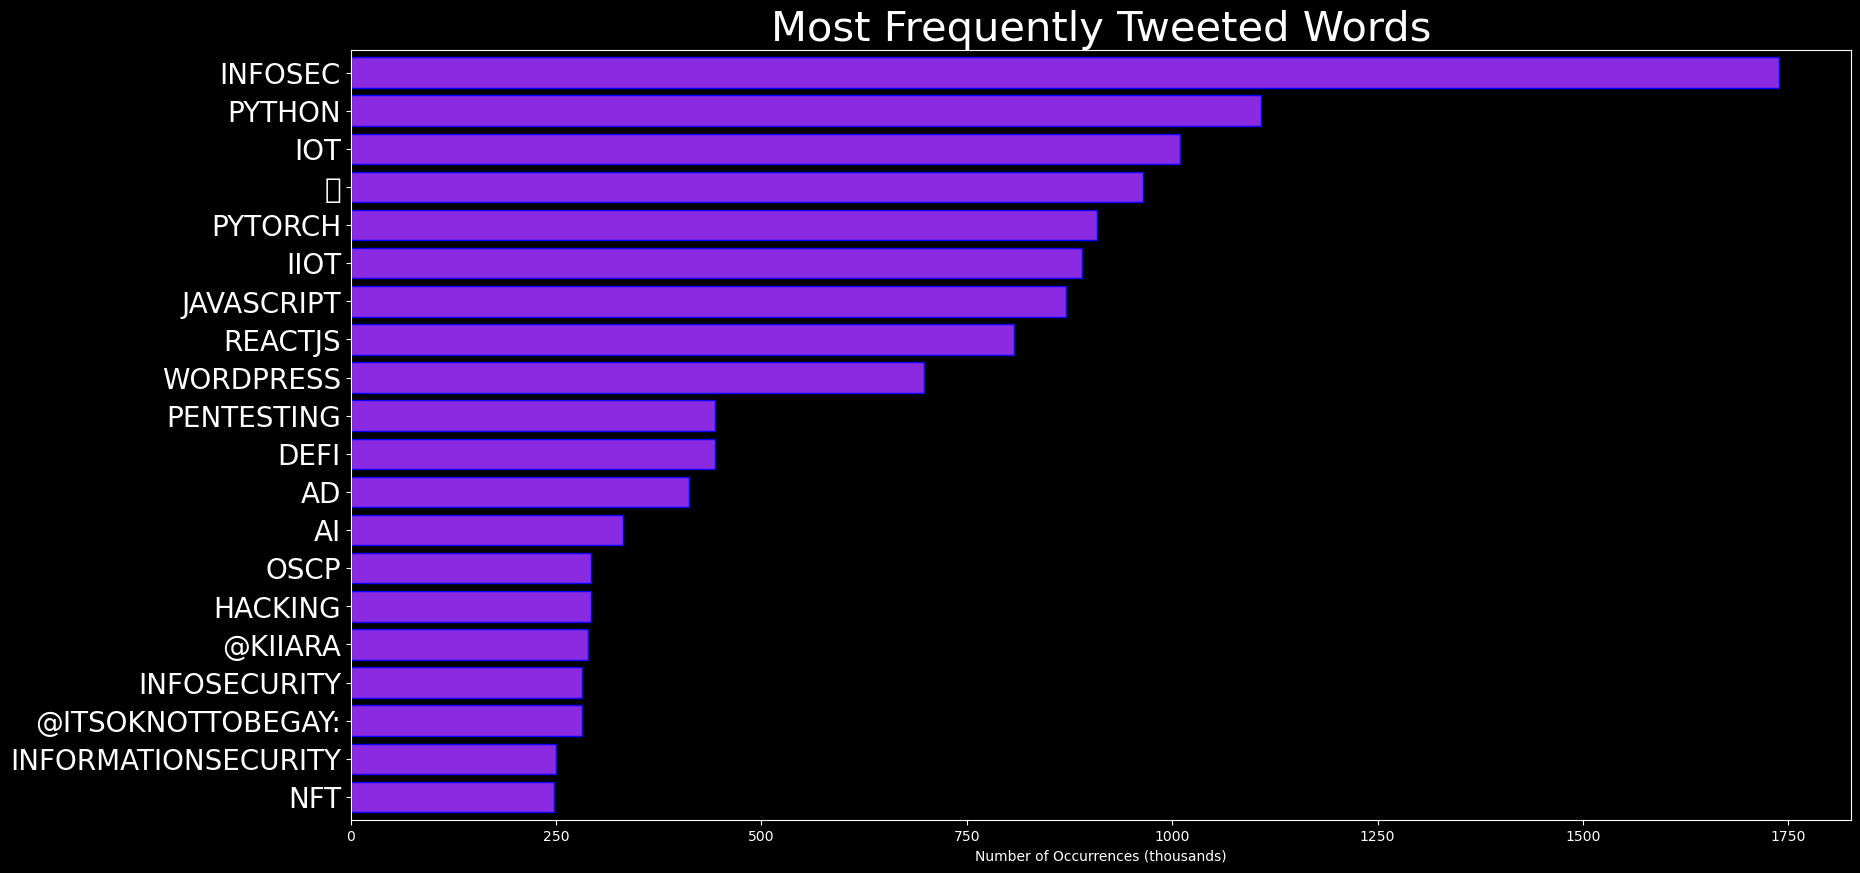 Most Frequently Tweeted Words
INFOSEC
PYTHON
IOT
PYTORCH
IIOT
JAVASCRIPT
REACTJS
WORDPRESS
PENTESTING
DEFI
AD
AI
OSCP
HACKING
@KIIARA
INFOSECURITY
@ITSOKNOTTOBEGAY:
INFORMATIONSECURITY
NFT
0 250 500 750 1000 1250 1500 1750
Number of Occurrences (thousands)